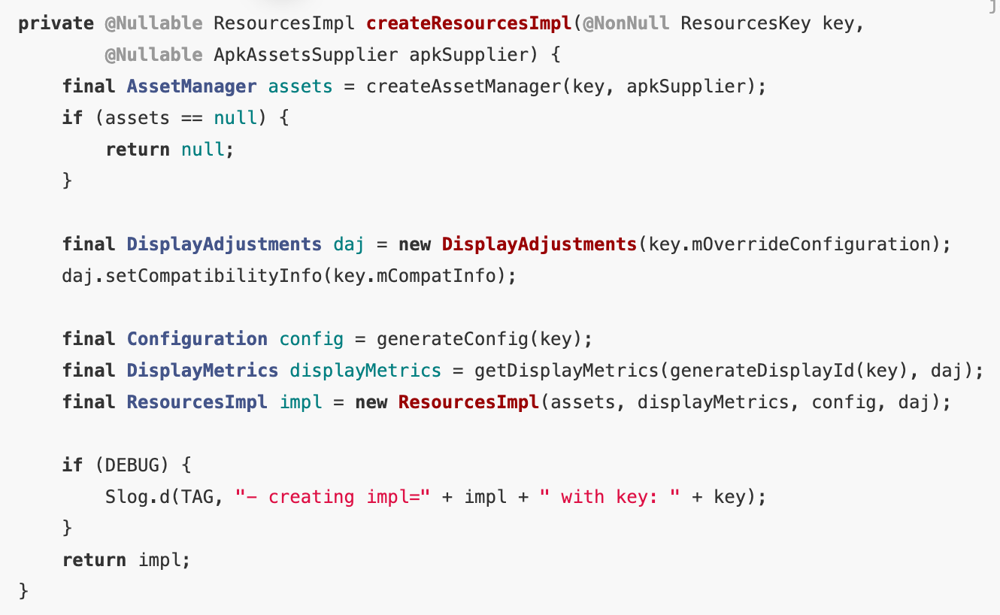 private @Nullable ResourcesImpl createResourcesImpl(@NonNull ResourcesKey key,
        @Nullable ApkAssetsSupplier apkSupplier) {
    final AssetManager assets = createAssetManager(key, apkSupplier);
    if (assets == null) {
        return null;
    }

    final DisplayAdjustments daj = new DisplayAdjustments(key.mOverrideConfiguration);
    daj.setCompatibilityInfo(key.mCompatInfo);

    final Configuration config = generateConfig(key);
    final DisplayMetrics displayMetrics = getDisplayMetrics(generateDisplayId(key), daj);
    final ResourcesImpl impl = new ResourcesImpl(assets, displayMetrics, config, daj);

    if (DEBUG) {
        Slog.d(TAG, "- creating impl=" + impl + " with key: " + key);
    }
    return impl;
}